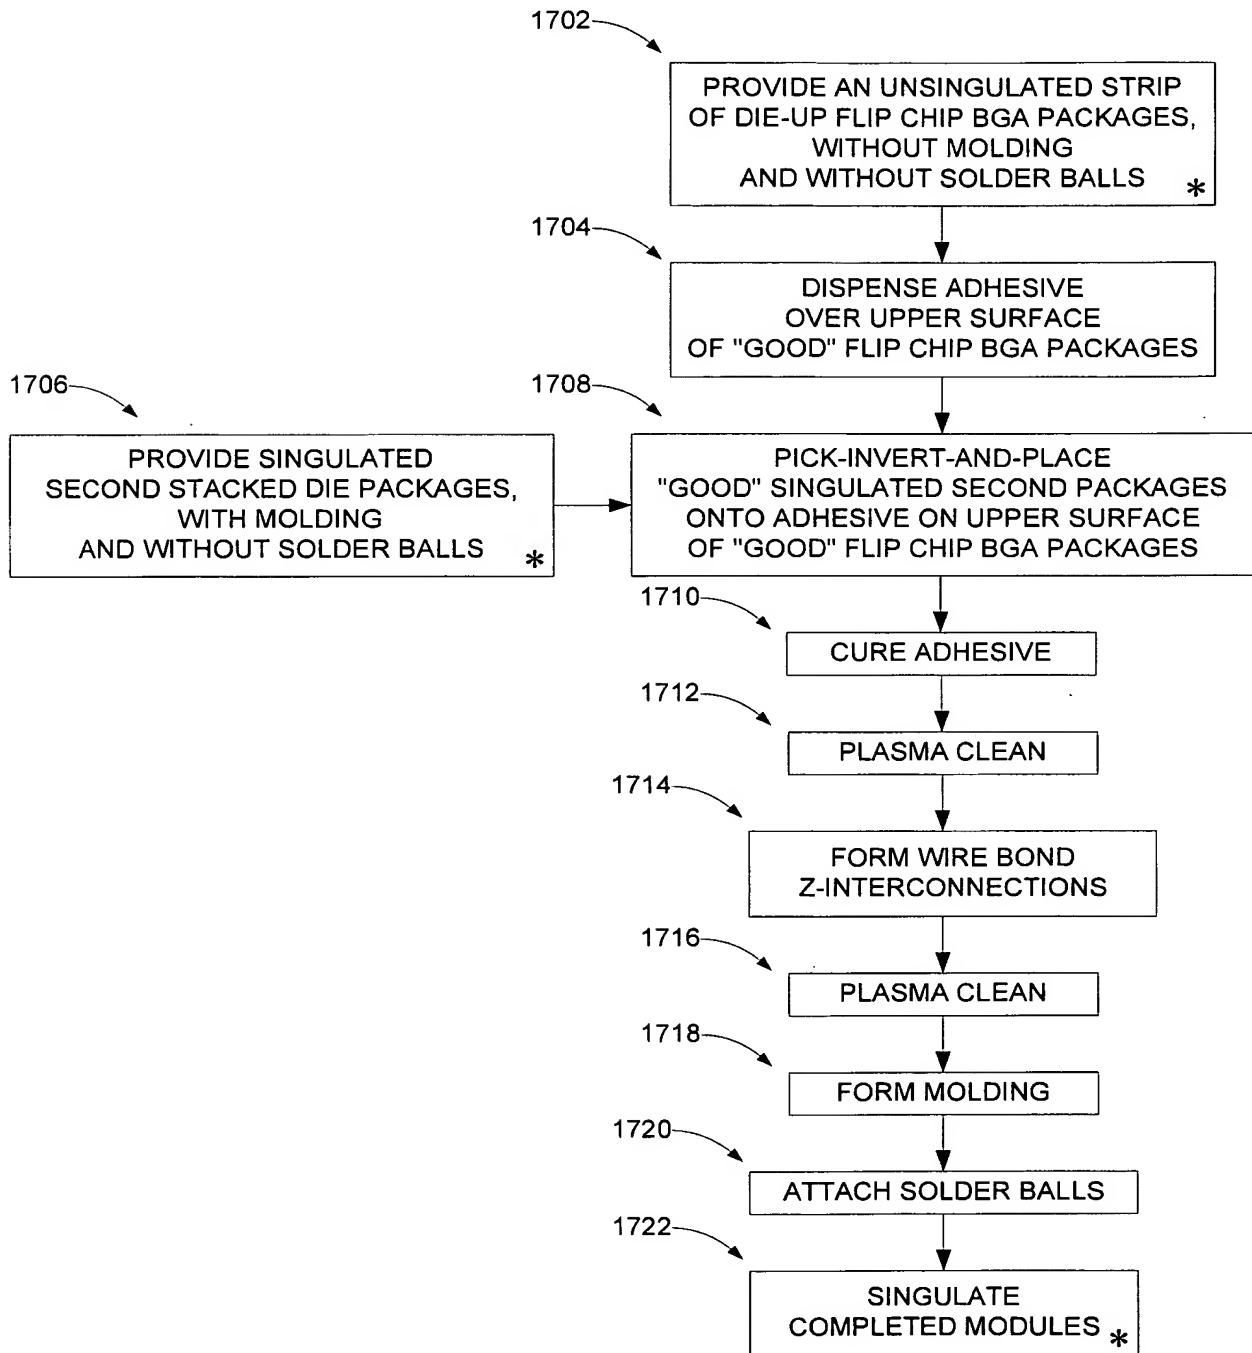 1702
PROVIDE AN UNSINGULATED STRIP
OF DIE-UP FLIP CHIP BGA PACKAGES,
WITHOUT MOLDING
AND WITHOUT SOLDER BALLS *
1704
DISPENSE ADHESIVE
OVER UPPER SURFACE
OF "GOOD" FLIP CHIP BGA PACKAGES
1706
PROVIDE SINGULATED
SECOND STACKED DIE PACKAGES,
WITH MOLDING
AND WITHOUT SOLDER BALLS *
1708
PICK-INVERT-AND-PLACE
"GOOD" SINGULATED SECOND PACKAGES
ONTO ADHESIVE ON UPPER SURFACE
OF "GOOD" FLIP CHIP BGA PACKAGES
1710
CURE ADHESIVE
1712
PLASMA CLEAN
1714
FORM WIRE BOND
Z-INTERCONNECTIONS
1716
PLASMA CLEAN
1718
FORM MOLDING
1720
ATTACH SOLDER BALLS
1722
SINGULATE
COMPLETED MODULES *